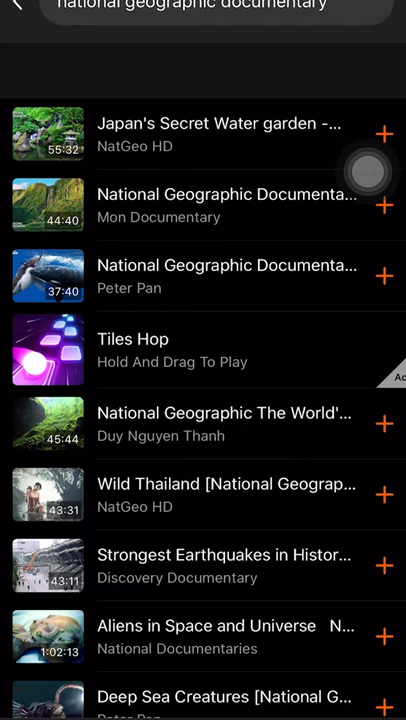 national geographic documentary
Japan's Secret Water garden -...
NatGeo HD
55:32
National Geographic Documenta...
Mon Documentary
44:40
National Geographic Documenta...
Peter Pan
37:40
Tiles Hop
Hold And Drag To Play
Ad
National Geographic The World'...
Duy Nguyen Thanh
45:44
Wild Thailand [National Geograp...
NatGeo HD
43:31
Strongest Earthquakes in Histor...
Discovery Documentary
43:11
Aliens in Space and Universe   N...
National Documentaries
1:02:13
Deep Sea Creatures [National G...
Peter Pan